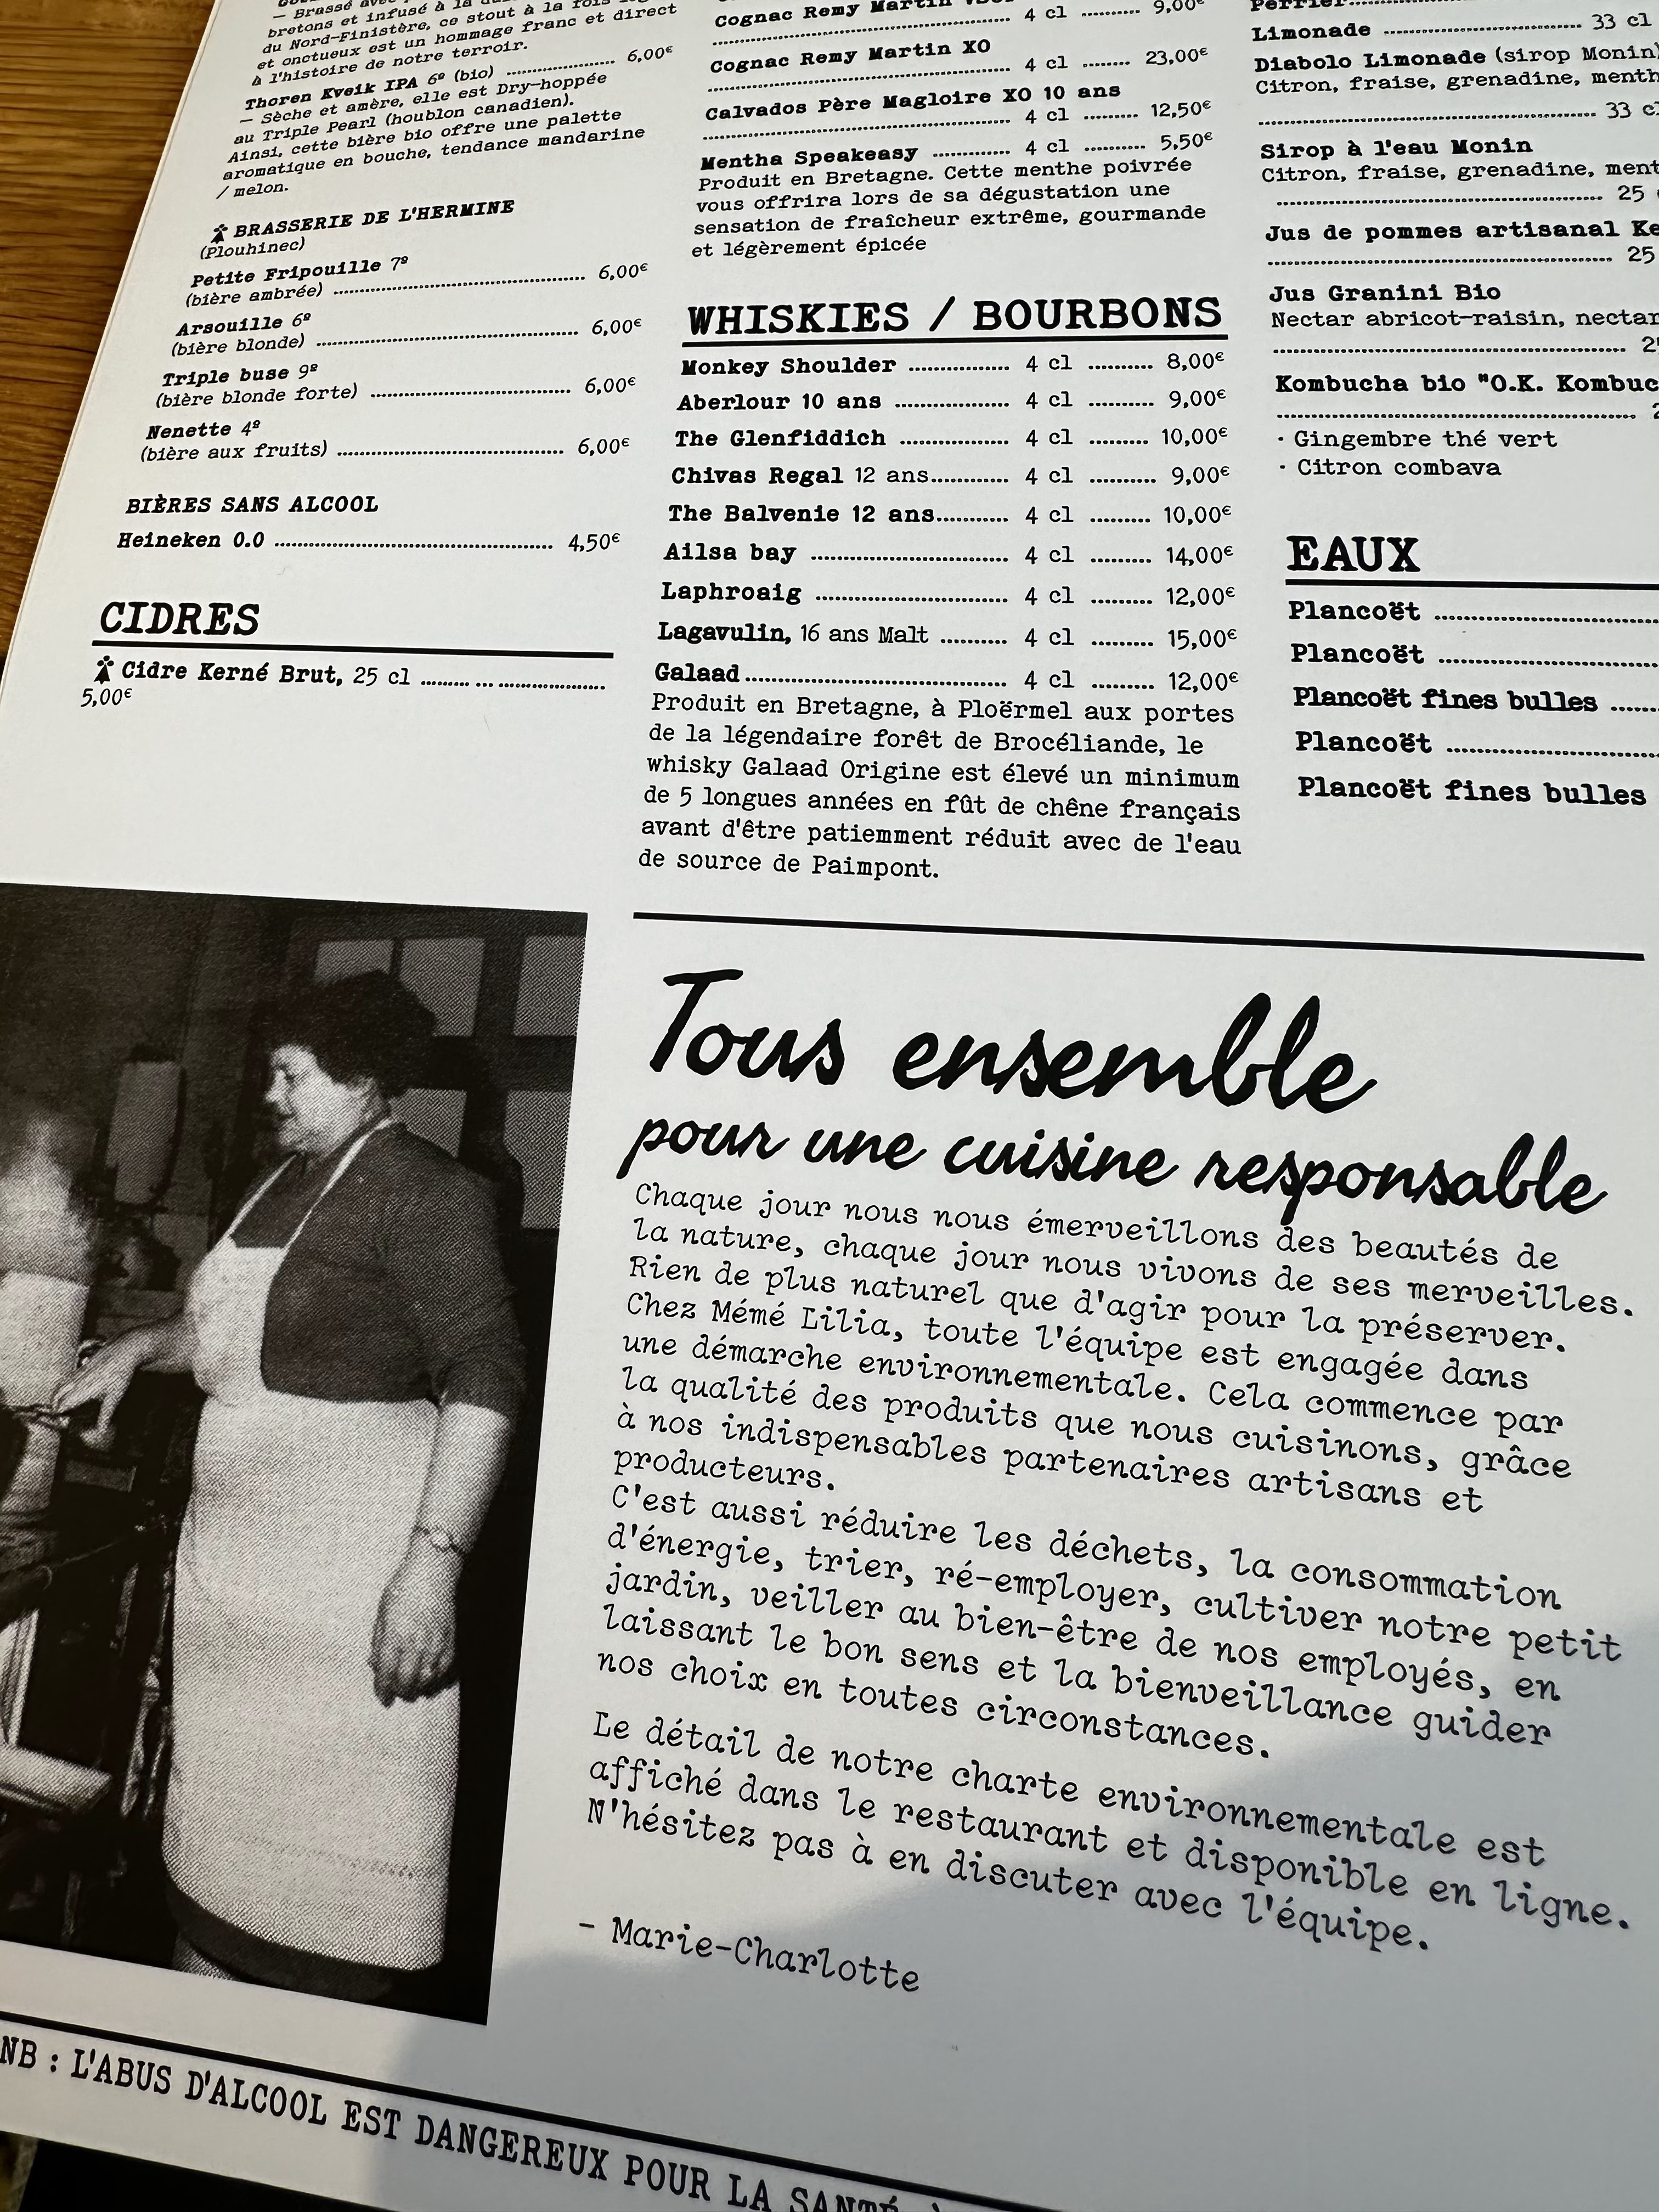 — Brassé avec
bretons et infusé à la
du Nord-Finistère, ce stout à la fois
et onctueux est un hommage franc et direct
à l'histoire de notre terroir.
Thoren Kveik IPA 6º (bio) ........ 6,00€
— Sèche et amère, elle est Dry-hoppée
au Triple Pearl (houblon canadien).
Ainsi, cette bière bio offre une palette
aromatique en bouche, tendance mandarine
/ melon.
BRASSERIE DE L'HERMINE
(Plouhinec)
Petite Fripouille 7º
(bière ambrée) ........ 6,00€
Arsouille 6º
(bière blonde) ........ 6,00€
Triple buse 9º
(bière blonde forte) ........ 6,00€
Nenette 4º
(bière aux fruits) ........ 6,00€
BIÈRES SANS ALCOOL
Heineken 0.0 ........ 4,50€
CIDRES
Cidre Kerné Brut, 25 cl ........
5,00€
Cognac Remy Martin
........ 4 cl ........ 9,00€
Cognac Remy Martin XO
........ 4 cl ........ 23,00€
Calvados Père Magloire XO 10 ans
........ 4 cl ........ 12,50€
Mentha Speakeasy ........ 4 cl ........ 5,50€
Produit en Bretagne. Cette menthe poivrée
vous offrira lors de sa dégustation une
sensation de fraîcheur extrême, gourmande
et légèrement épicée
WHISKIES / BOURBONS
Monkey Shoulder ........ 4 cl ........ 8,00€
Aberlour 10 ans ........ 4 cl ........ 9,00€
The Glenfiddich ........ 4 cl ........ 10,00€
Chivas Regal 12 ans........ 4 cl ........ 9,00€
The Balvenie 12 ans........ 4 cl ........ 10,00€
Ailsa bay ........ 4 cl ........ 14,00€
Laphroaig ........ 4 cl ........ 12,00€
Lagavulin, 16 ans Malt ........ 4 cl ........ 15,00€
Galaad........ 4 cl ........ 12,00€
Produit en Bretagne, à Ploërmel aux portes
de la légendaire forêt de Brocéliande, le
whisky Galaad Origine est élevé un minimum
de 5 longues années en fût de chêne français
avant d'être patiemment réduit avec de l'eau
de source de Paimpont.
Perrier........
Limonade ........ 33 cl
Diabolo Limonade (sirop Monin)
Citron, fraise, grenadine,
........ 33
Sirop à l'eau Monin
Citron, fraise, grenadine,
........ 25
Jus de pommes artisanal
........ 25
Jus Granini Bio
Nectar abricot-raisin, nectar
........
Kombucha bio "O.K.
........
· Gingembre thé vert
· Citron combava
EAUX
Plancoët ........
Plancoët ........
Plancoët fines bulles ........
Plancoët ........
Plancoët fines bulles
Tous ensemble
pour une cuisine responsable
Chaque jour nous nous émerveillons des beautés de
la nature, chaque jour nous vivons de ses merveilles.
Rien de plus naturel que d'agir pour la préserver.
Chez Mémé Lilia, toute l'équipe est engagée dans
une démarche environnementale. Cela commence par
la qualité des produits que nous cuisinons, grâce
à nos indispensables partenaires artisans et
producteurs.
C'est aussi réduire les déchets, la consommation
d'énergie, trier, ré-employer, cultiver notre petit
jardin, veiller au bien-être de nos employés, en
laissant le bon sens et la bienveillance guider
nos choix en toutes circonstances.
Le détail de notre charte environnementale est
affiché dans le restaurant et disponible en ligne.
N'hésitez pas à en discuter avec l'équipe.
- Marie-Charlotte
NB : L'ABUS D'ALCOOL EST DANGEREUX POUR LA SANTÉ